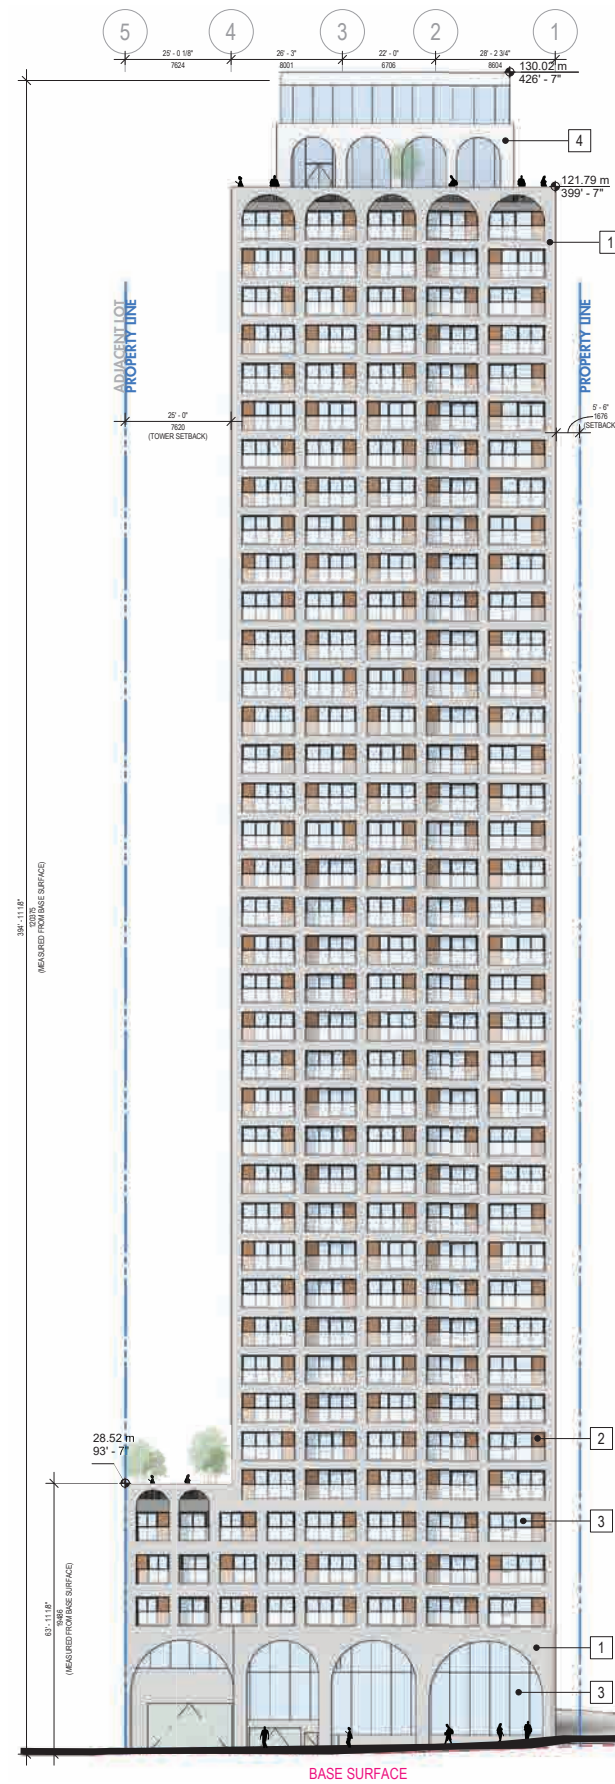 5
4
3
2
1
25' - 0 1/8"
26' - 3"
22' - 0"
28' - 2 3/4"
7624
8001
6706
8604
130.02 m
426' - 7"
4
121.79 m
399' - 7"
1
ADJACENT LOT
PROPERTY LINE
PROPERTY LINE
25' - 0"
7620
(TOWER SETBACK)
5' - 6"
1676
(SETBACK
394' - 11 1/8"
120375
(MEASURED FROM BASE SURFACE)
28.52 m
93' - 7"
2
3
63' - 11 1/8"
19486
(MEASURED FROM BASE SURFACE)
1
3
BASE SURFACE